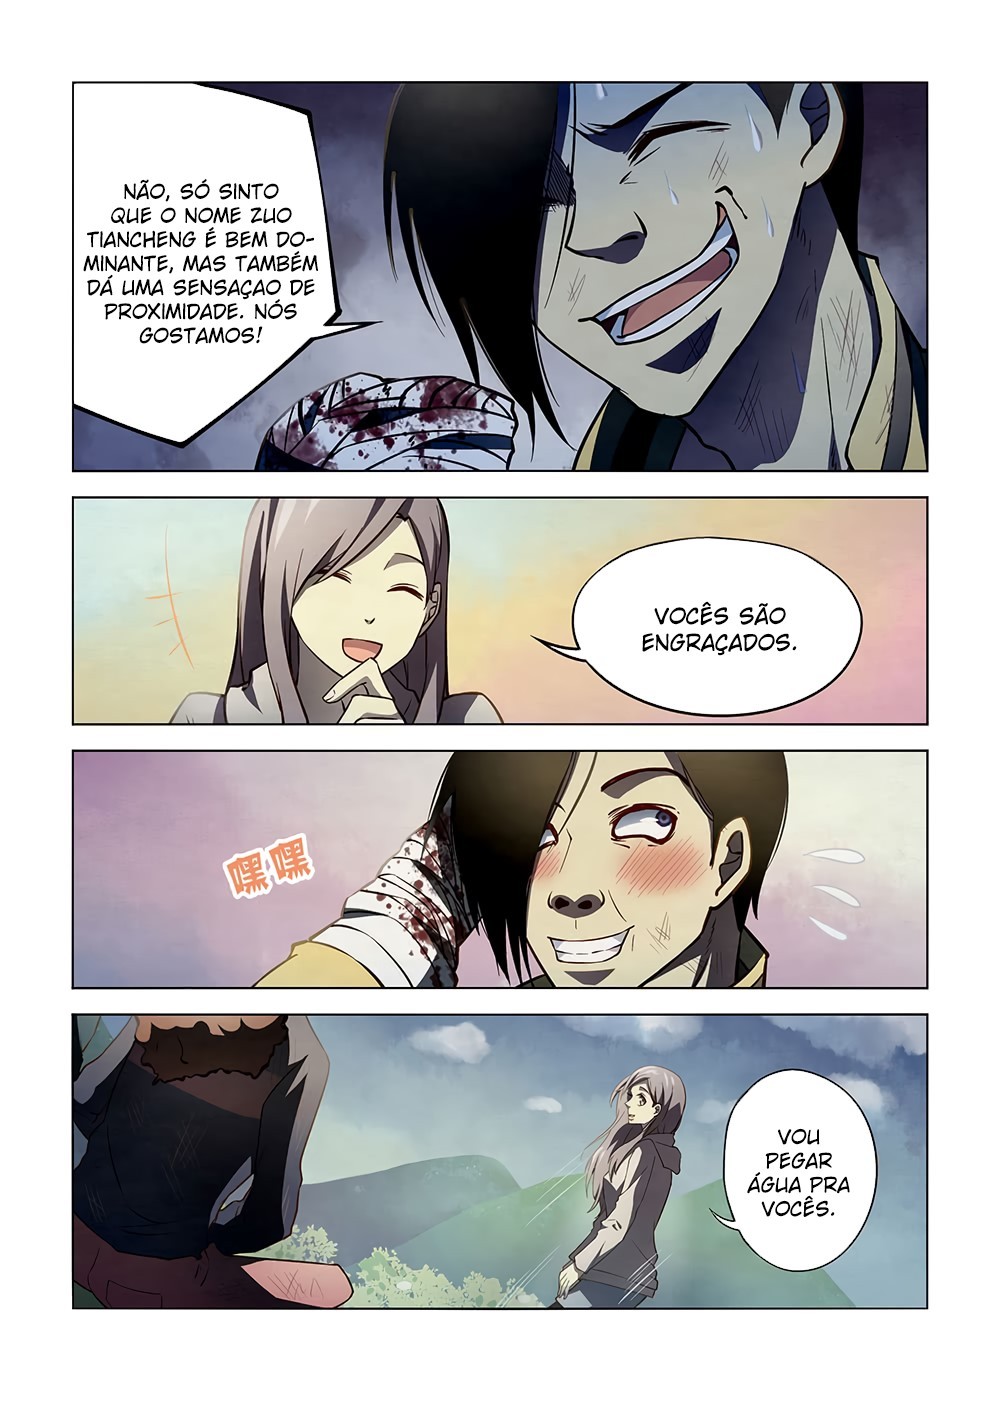 NÃO, SÓ SINTO
QUE O NOME ZUO
TIANCHENG É BEM DO-
MINANTE, MAS TAMBÉM
DÁ UMA SENSAÇAO DE
PROXIMIDADE. NÓS
GOSTAMOS!
VOCÊS SÃO
ENGRAÇADOS.
嘿嘿
VOU
PEGAR
ÁGUA PRA
VOCÊS.